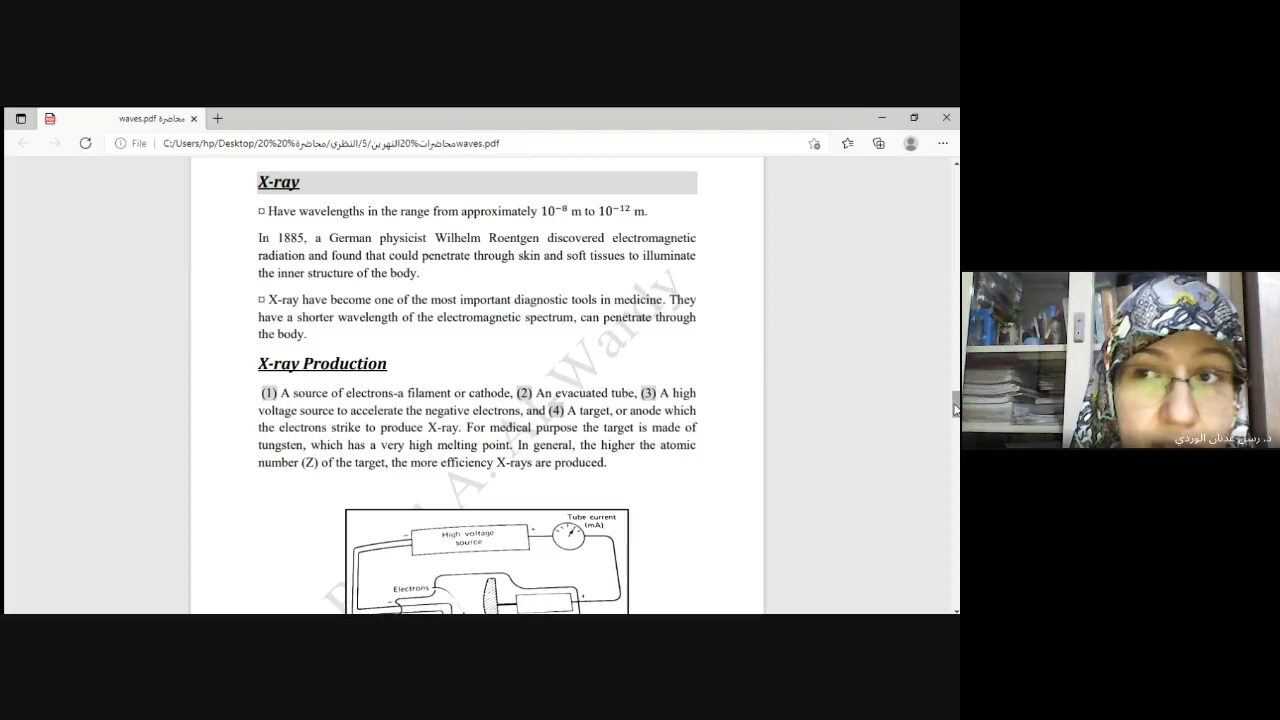 waves.pdf محاضرة
File
C:/Users/hp/Desktop/20%20%محاضرات%20النهرين/5/النظري/محاضرةwaves.pdf
X-ray
▫ Have wavelengths in the range from approximately 10⁻⁸ m to 10⁻¹² m.
In 1885, a German physicist Wilhelm Roentgen discovered electromagnetic
radiation and found that could penetrate through skin and soft tissues to illuminate
the inner structure of the body.
▫ X-ray have become one of the most important diagnostic tools in medicine. They
have a shorter wavelength of the electromagnetic spectrum, can penetrate through
the body.
X-ray Production
(1) A source of electrons-a filament or cathode, (2) An evacuated tube, (3) A high
voltage source to accelerate the negative electrons, and (4) A target, or anode which
the electrons strike to produce X-ray. For medical purpose the target is made of
tungsten, which has a very high melting point. In general, the higher the atomic
number (Z) of the target, the more efficiency X-rays are produced.
Tube current
(mA)
High voltage
source
Electrons
د. رسل عدنان الوردي